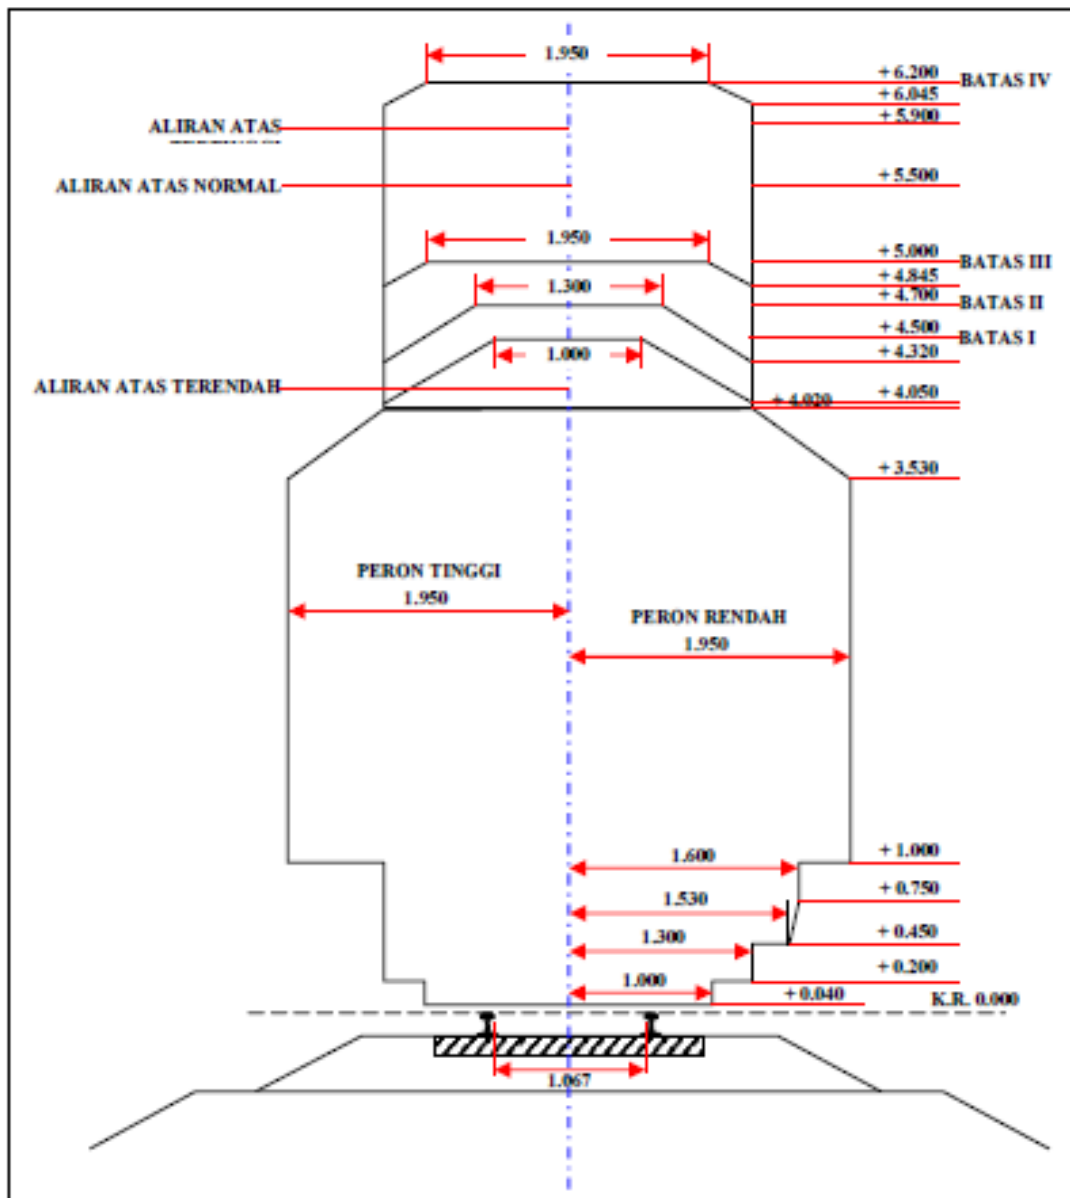 1.950
+ 6.200 BATAS IV
+ 6.045
+ 5.900
ALIRAN ATAS
ALIRAN ATAS NORMAL
+ 5.500
1.950
+ 5.000 BATAS III
+ 4.845
1.300
+ 4.700 BATAS II
+ 4.500 BATAS I
1.000
+ 4.320
ALIRAN ATAS TERENDAH
+ 4.050
+ 4.020
+ 3.530
PERON TINGGI
1.950
PERON RENDAH
1.950
1.600
+ 1.000
+ 0.750
1.530
+ 0.450
1.300
+ 0.200
1.000
+ 0.040
K.R. 0.000
1.067